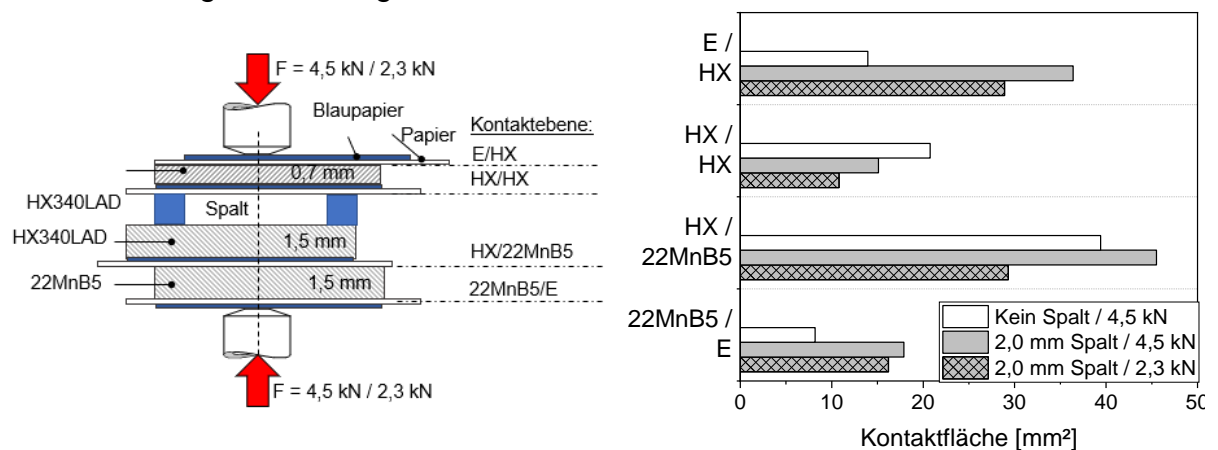 F = 4,5 kN / 2,3 kN
Blaupapier
Papier
Kontaktebene:
E/HX
0,7 mm
HX/HX
HX340LAD
Spalt
HX340LAD
1,5 mm
HX/22MnB5
22MnB5
1,5 mm
22MnB5/E
F = 4,5 kN / 2,3 kN
E /
HX
HX /
HX
HX /
22MnB5
22MnB5 /
E
Kein Spalt / 4,5 kN
2,0 mm Spalt / 4,5 kN
2,0 mm Spalt / 2,3 kN
0 10 20 30 40 50
Kontaktfläche [mm²]